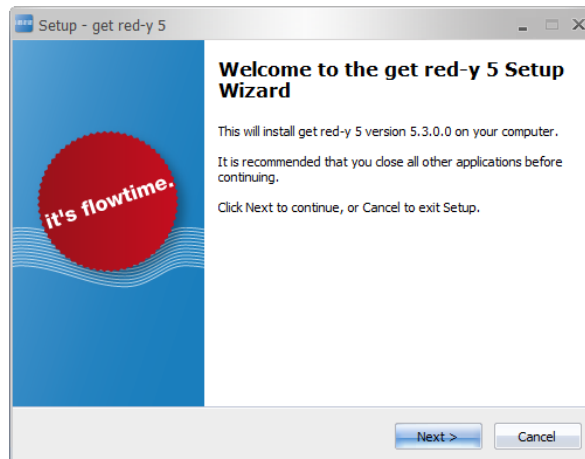 Setup - get red-y 5
Welcome to the get red-y 5 Setup
Wizard
This will install get red-y 5 version 5.3.0.0 on your computer.
It is recommended that you close all other applications before
continuing.
Click Next to continue, or Cancel to exit Setup.
it's flowtime.
Next >
Cancel